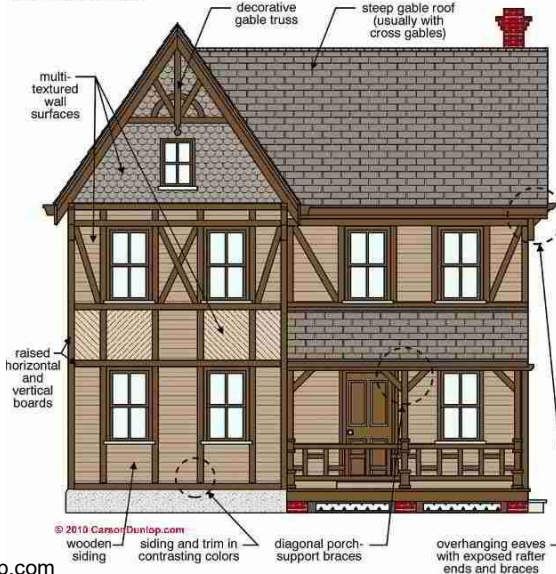 decorative
gable truss
steep gable roof
(usually with
cross gables)
multi-
textured
wall
surfaces
raised
horizontal
and
vertical
boards
© 2010 CarsonDunlop.com
wooden
siding
siding and trim in
contrasting colors
diagonal porch-
support braces
overhanging eaves
with exposed rafter
ends and braces
p.com